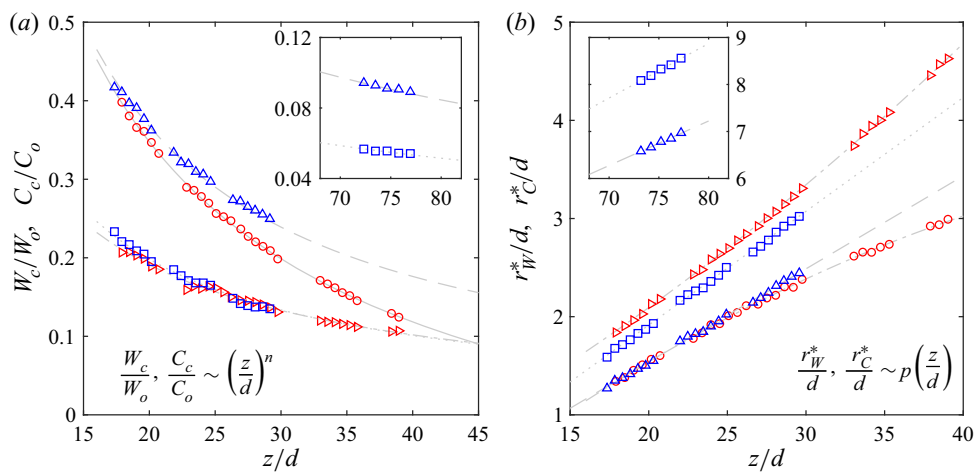 (a)
0.5
0.4
0.3
0.2
0.1
0
W_c/W_o, C_c/C_o
0.12
0.08
0.04
70 75 80
W_c/W_o, C_c/C_o ~ (z/d)^n
15 20 25 30 35 40 45
z/d
(b)
5
4
3
2
1
r*_W/d, r*_C/d
9
8
7
6
70 75 80
r*_W/d, r*_C/d ~ p(z/d)
15 20 25 30 35 40
z/d